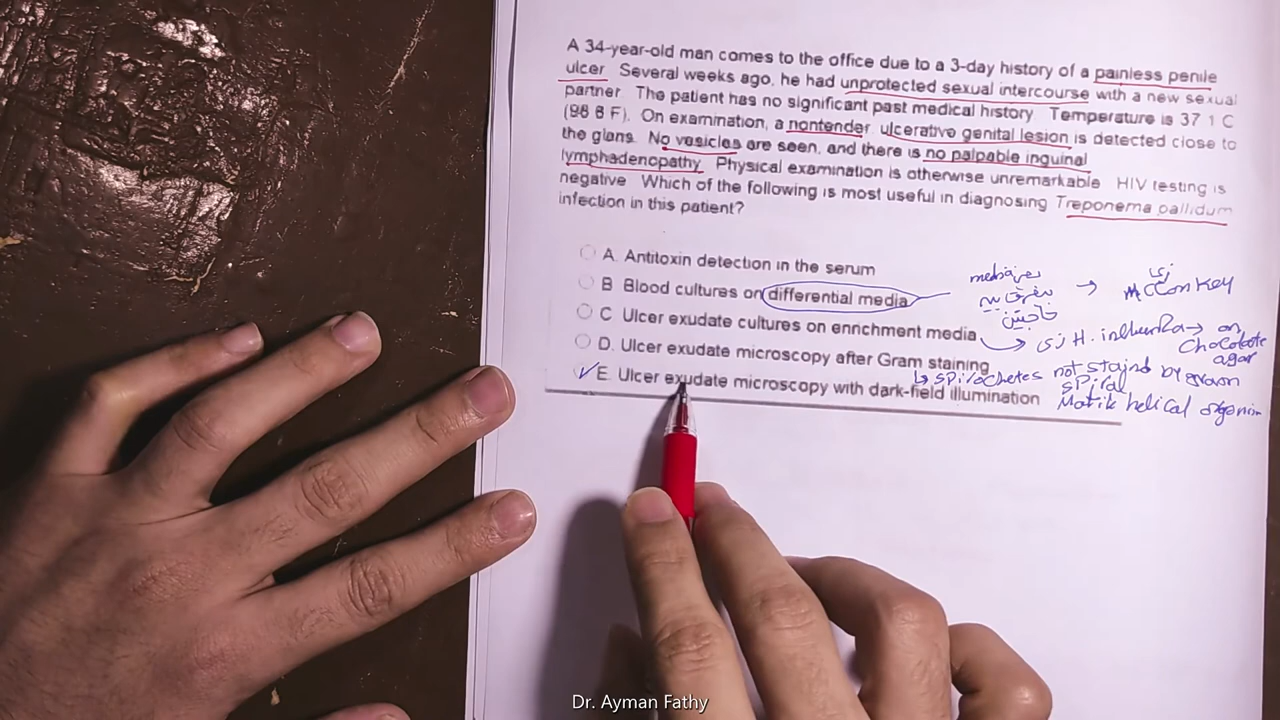 A 34-year-old man comes to the office due to a 3-day history of a painless penile
ulcer. Several weeks ago, he had unprotected sexual intercourse with a new sexual
partner. The patient has no significant past medical history. Temperature is 37 1 C
(98 8 F). On examination, a nontender ulcerative genital lesion is detected close to
the glans. No vesicles are seen, and there is no palpable inguinal
lymphadenopathy. Physical examination is otherwise unremarkable. HIV testing is
negative. Which of the following is most useful in diagnosing Treponema pallidum
infection in this patient?
A. Antitoxin detection in the serum
B Blood cultures on differential media
media
زي
McConkey
C Ulcer exudate cultures on enrichment media
زي H. influenza → on
Chocolate
agar
D. Ulcer exudate microscopy after Gram staining
spirochetes not staind by gram
✓ E. Ulcer exudate microscopy with dark-field illumination
spiral
Motile helical organism
Dr. Ayman Fathy